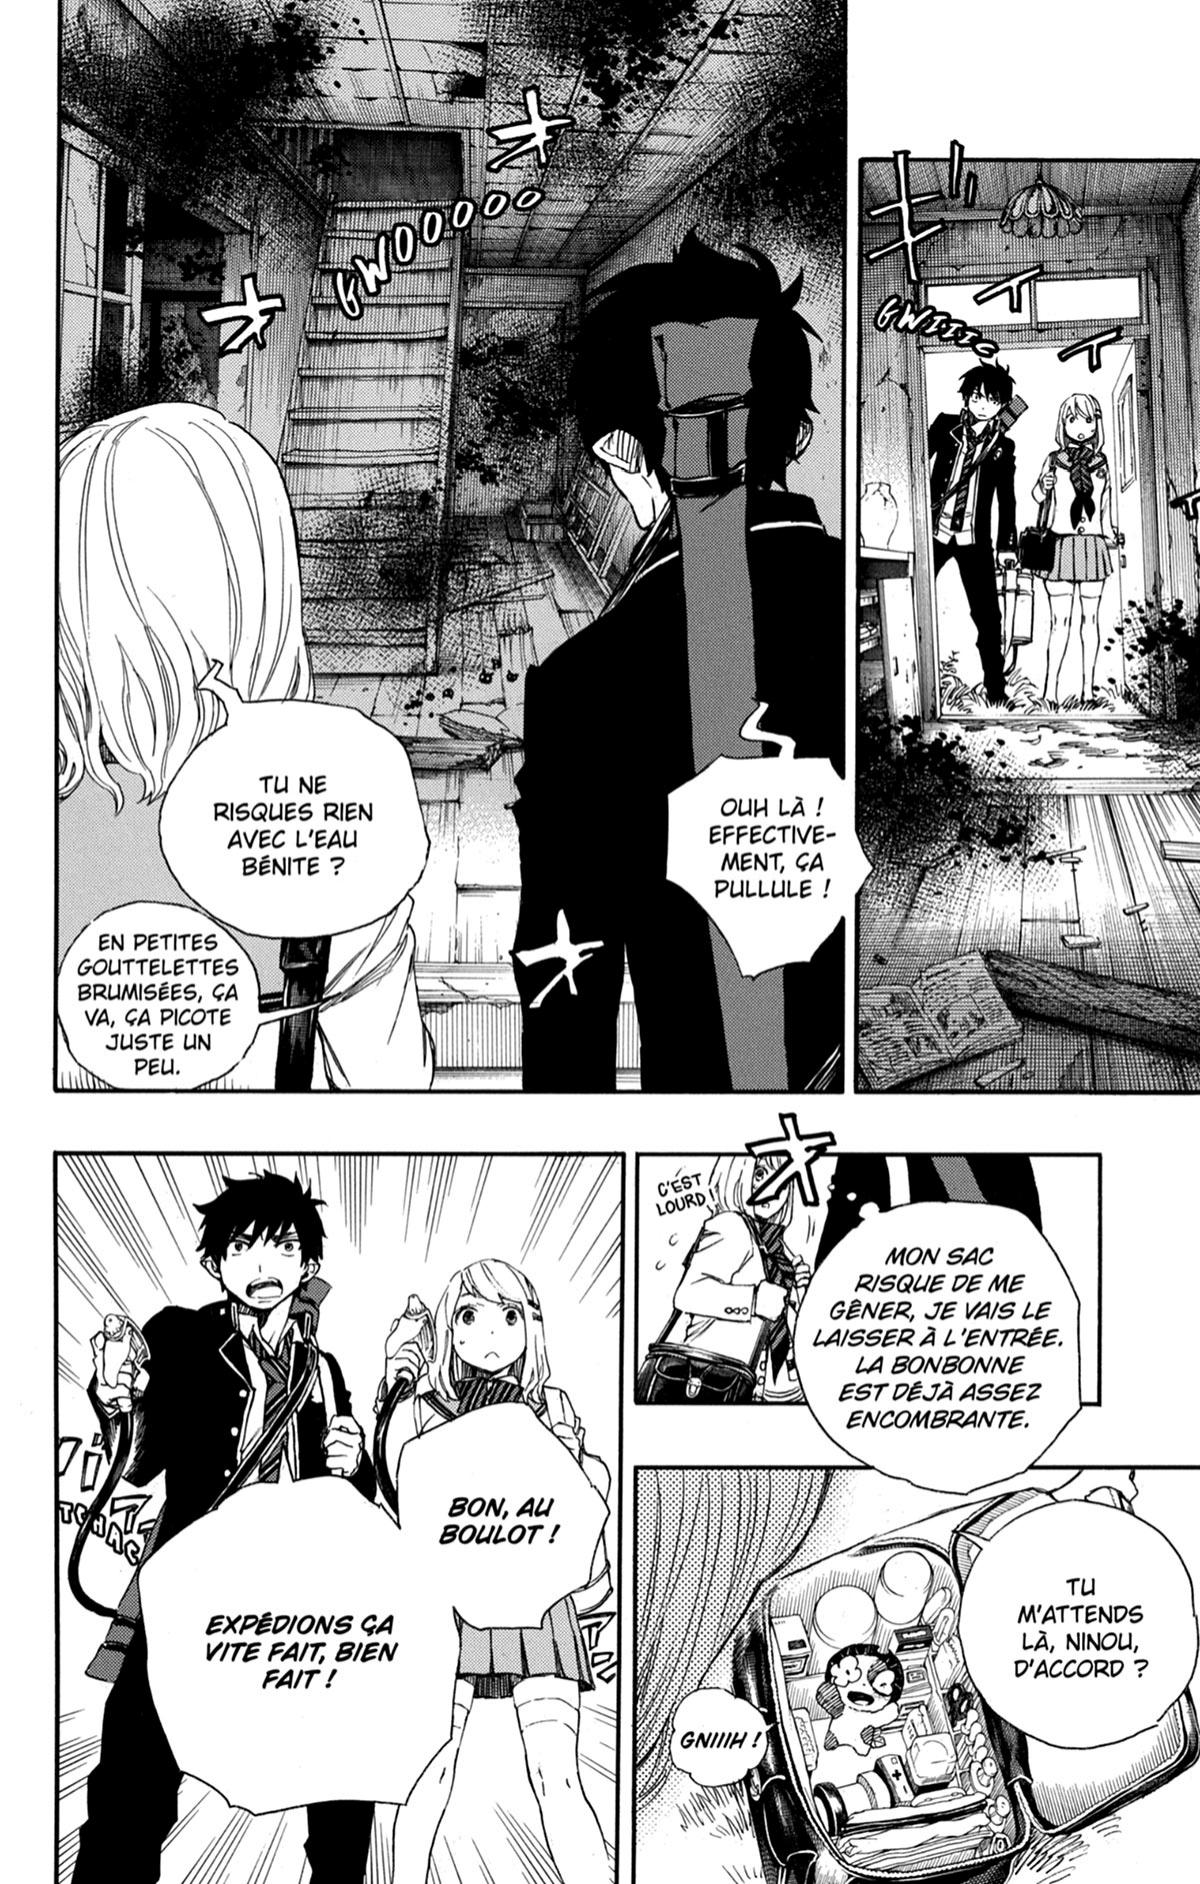 GWIIIC
GWOOOOO
OUH LÀ !
EFFECTIVE-
MENT, ÇA
PULLULE !
TU NE
RISQUES RIEN
AVEC L'EAU
BÉNITE ?
EN PETITES
GOUTTELETTES
BRUMISÉES, ÇA
VA, ÇA PICOTE
JUSTE UN
PEU.
C'EST
LOURD !
MON SAC
RISQUE DE ME
GÊNER, JE VAIS LE
LAISSER À L'ENTRÉE.
LA BONBONNE
EST DÉJÀ ASSEZ
ENCOMBRANTE.
TU
M'ATTENDS
LÀ, NINOU,
D'ACCORD ?
GNIIIH !
BON, AU
BOULOT !
EXPÉDIONS ÇA
VITE FAIT, BIEN
FAIT !
TCHAC